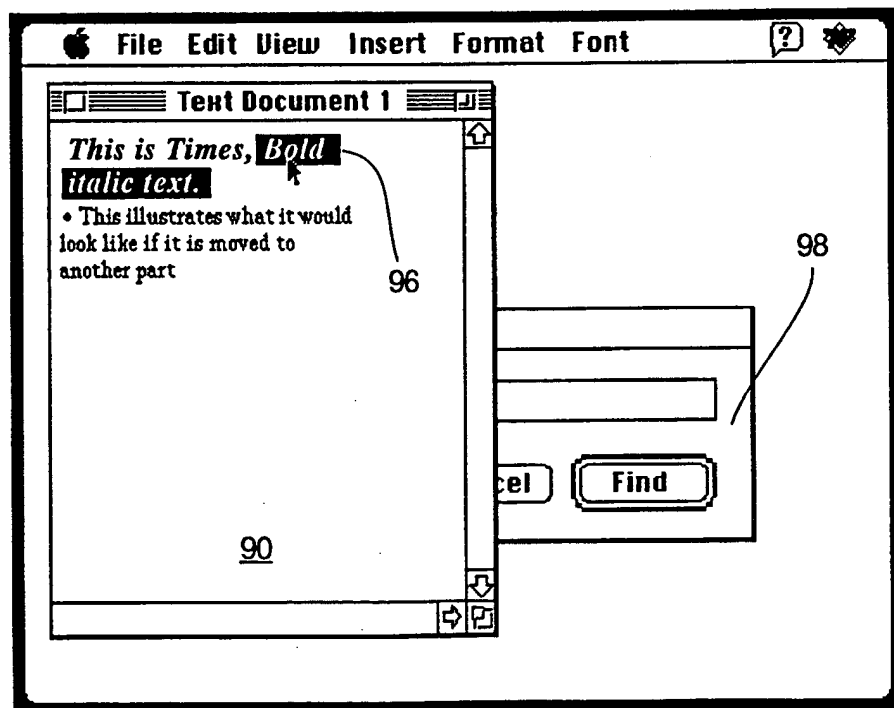 File Edit View Insert Format Font ?
Text Document 1
This is Times, Bold
italic text.
• This illustrates what it would
look like if it is moved to
another part
96
98
cel Find
90